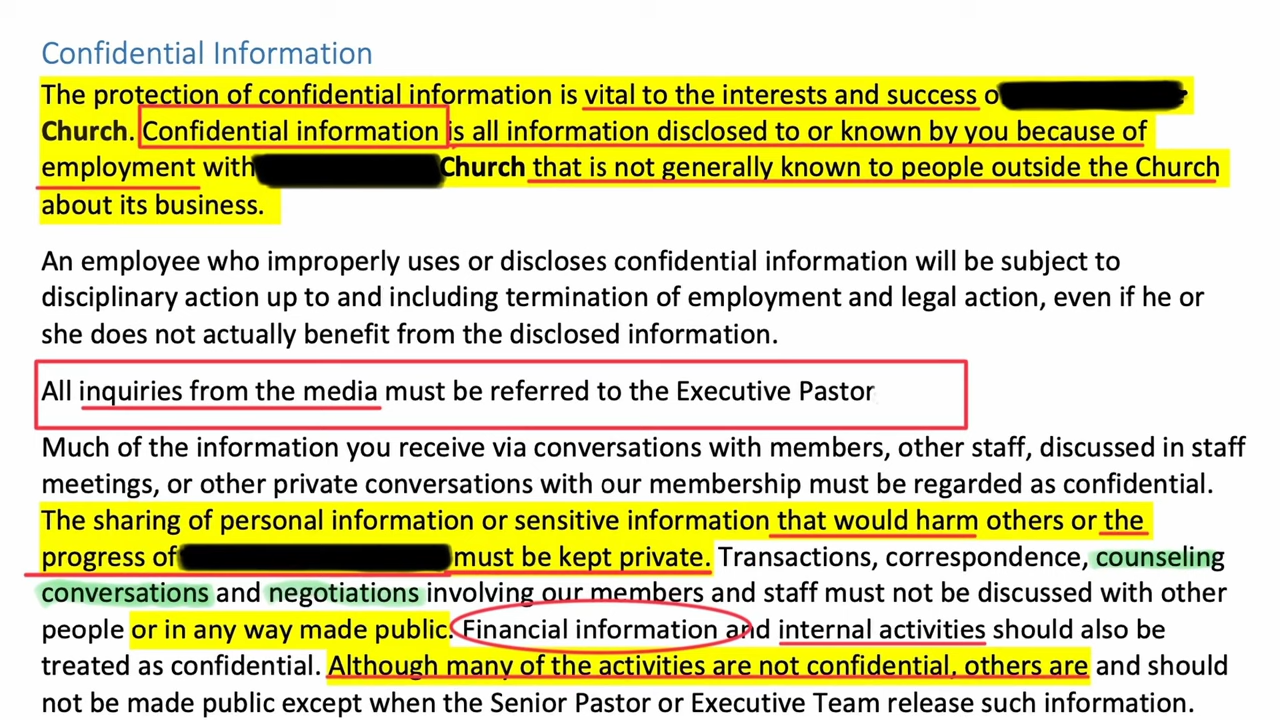 Confidential Information
The protection of confidential information is vital to the interests and success o
Church. Confidential information is all information disclosed to or known by you because of
employment with Church that is not generally known to people outside the Church
about its business.
An employee who improperly uses or discloses confidential information will be subject to
disciplinary action up to and including termination of employment and legal action, even if he or
she does not actually benefit from the disclosed information.
All inquiries from the media must be referred to the Executive Pastor
Much of the information you receive via conversations with members, other staff, discussed in staff
meetings, or other private conversations with our membership must be regarded as confidential.
The sharing of personal information or sensitive information that would harm others or the
progress of must be kept private. Transactions, correspondence, counseling
conversations and negotiations involving our members and staff must not be discussed with other
people or in any way made public. Financial information and internal activities should also be
treated as confidential. Although many of the activities are not confidential, others are and should
not be made public except when the Senior Pastor or Executive Team release such information.